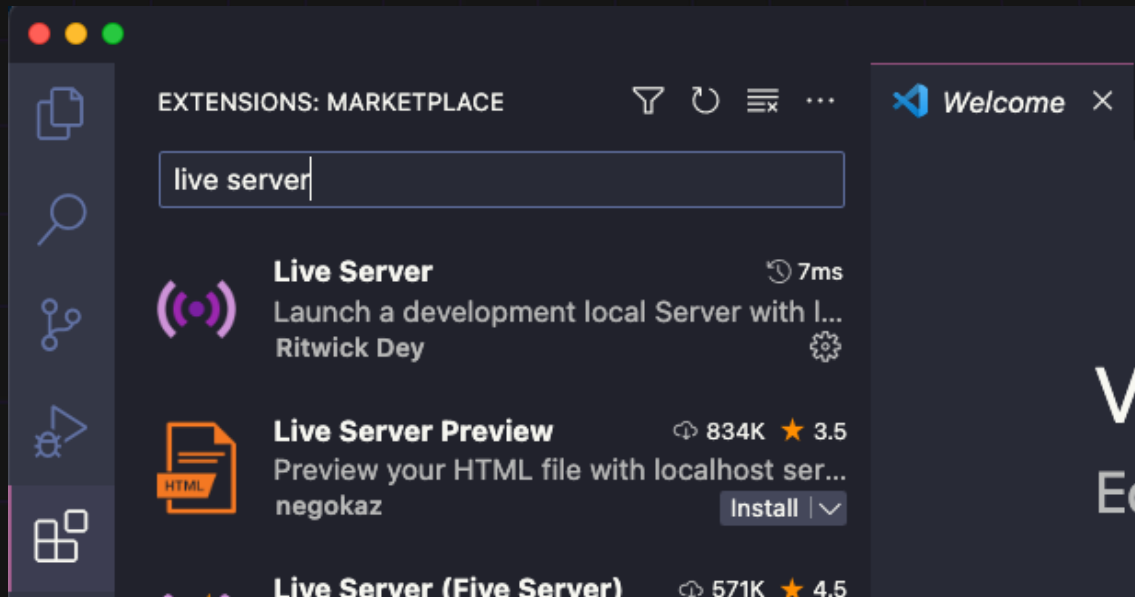 EXTENSIONS: MARKETPLACE
Welcome
live server
Live Server 7ms
Launch a development local Server with l...
Ritwick Dey
Live Server Preview 834K 3.5
Preview your HTML file with localhost ser...
HTML
negokaz Install
Live Server (Five Server) 571K 4.5